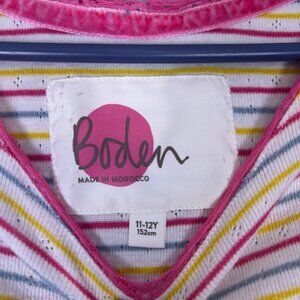 Boden
MADE IN MOROCCO
11-12Y
152cm